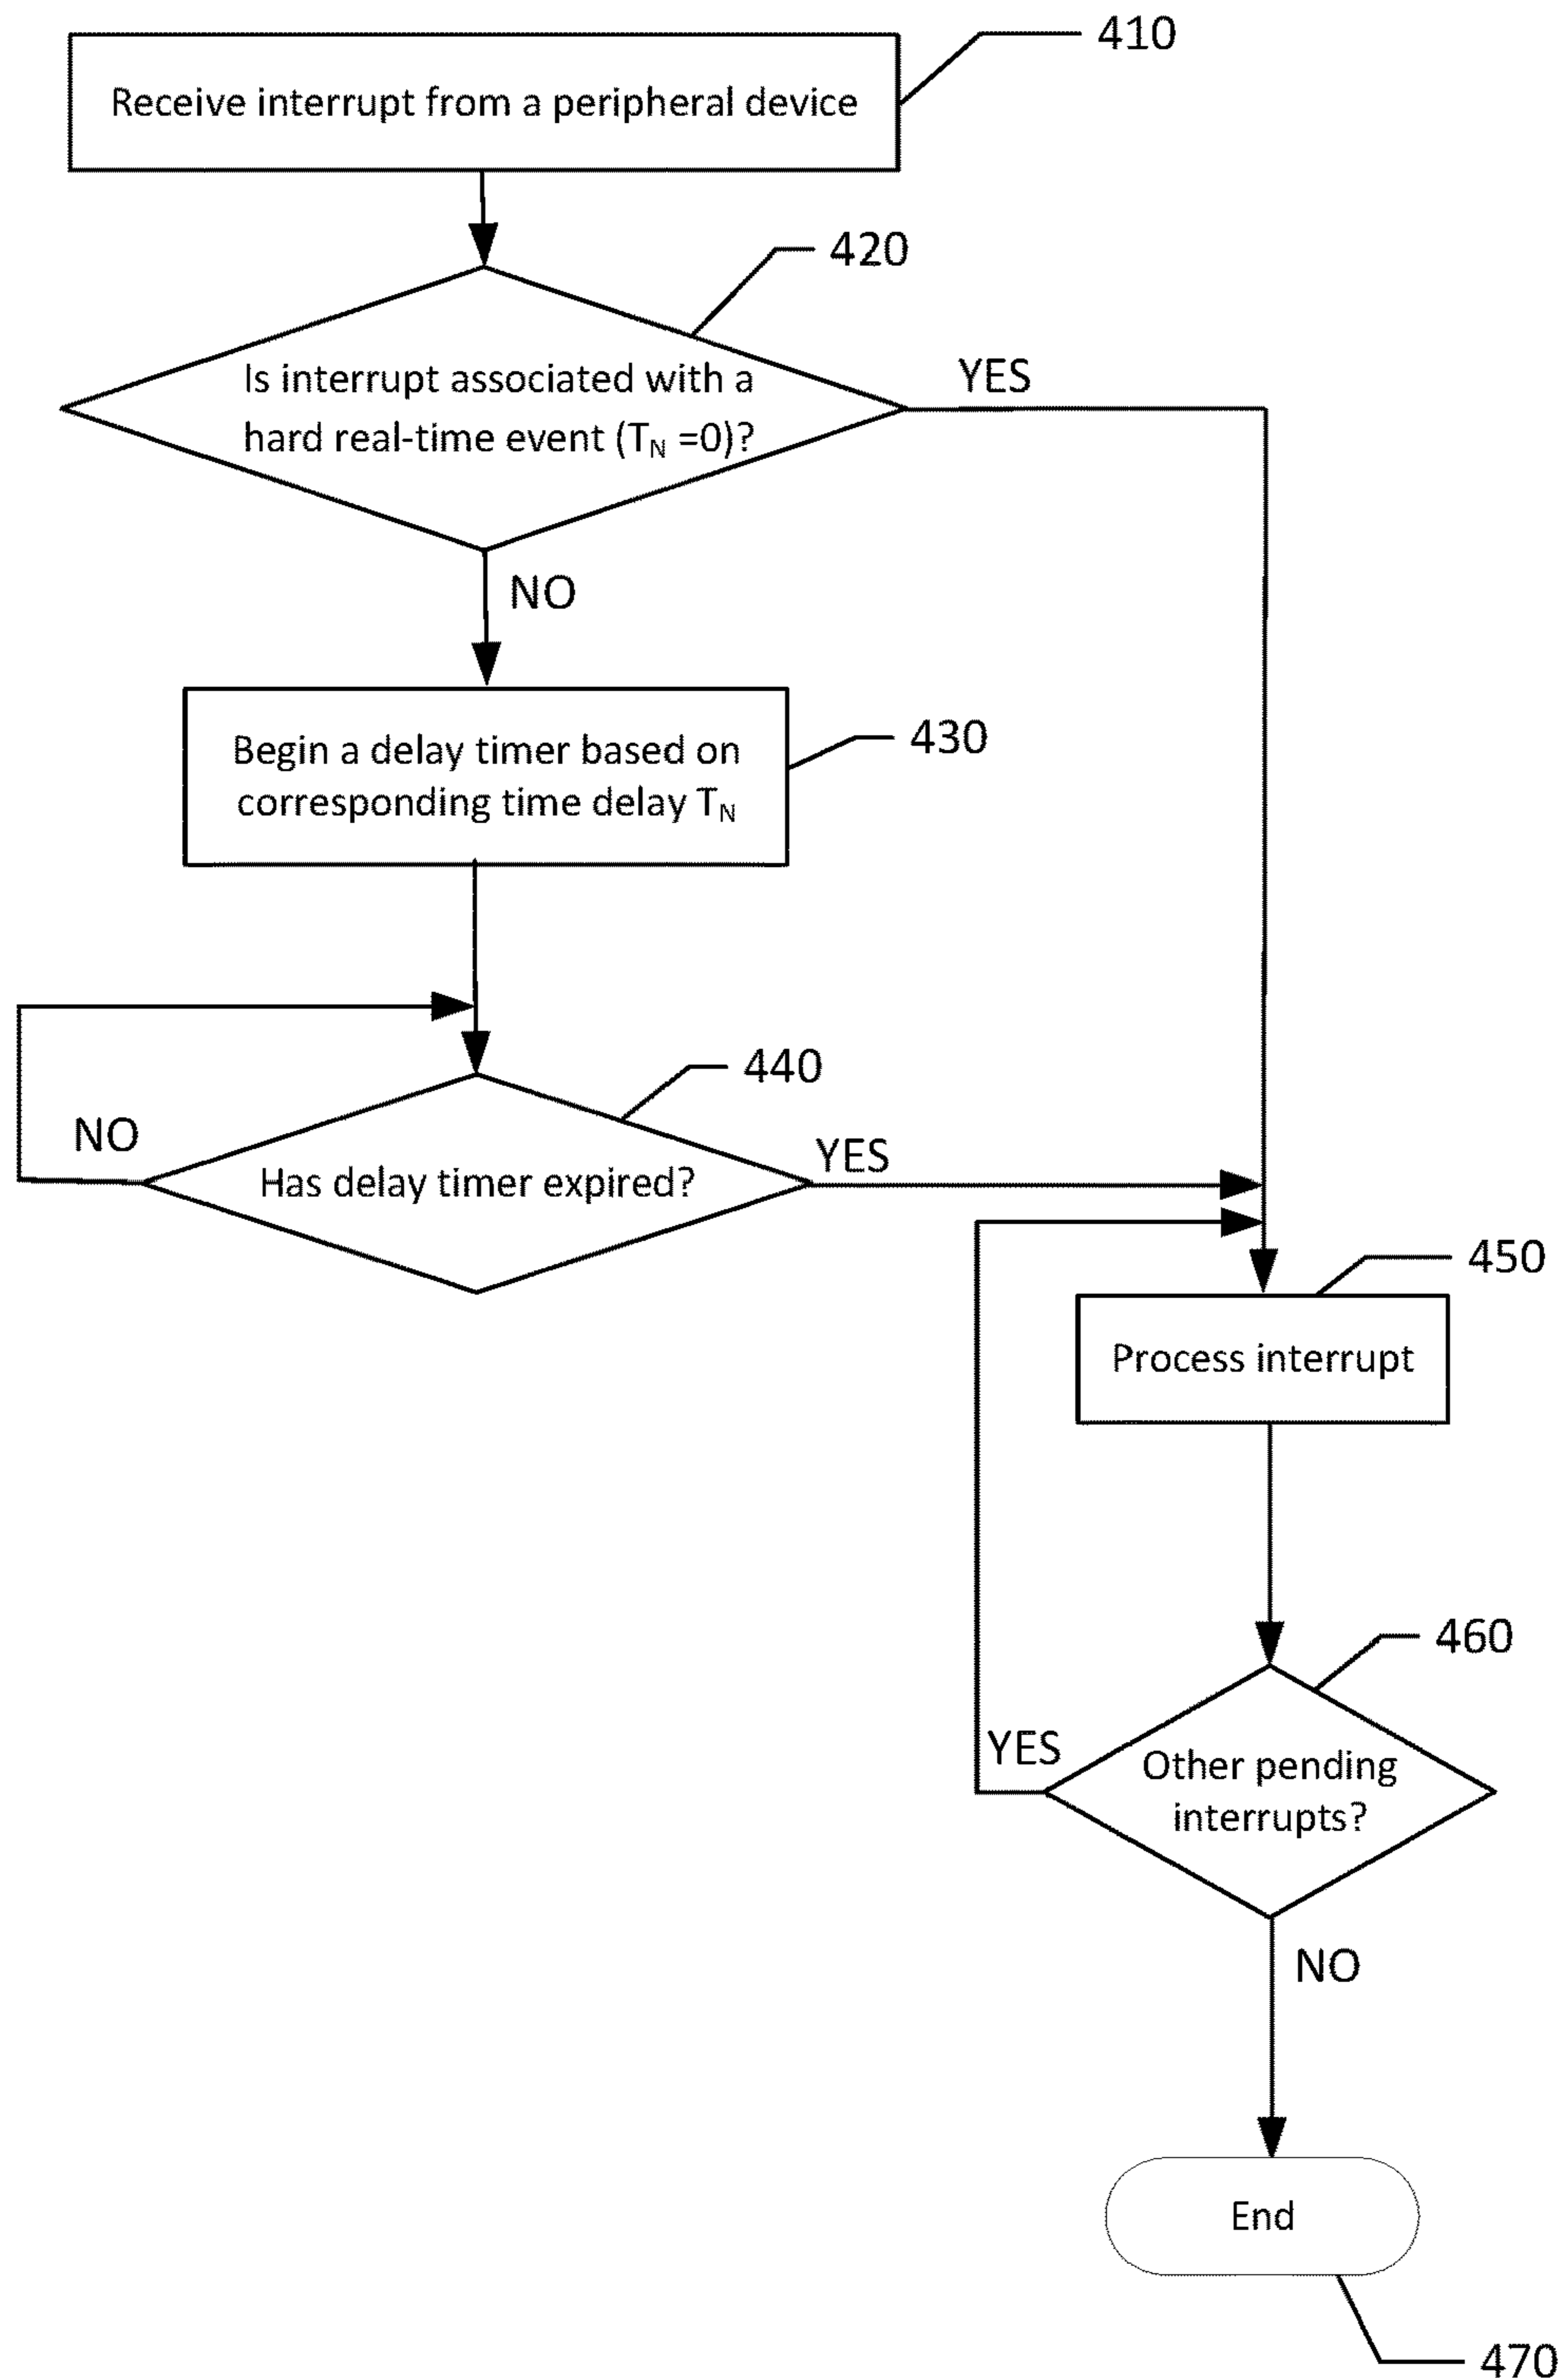 410
Receive interrupt from a peripheral device
420
Is interrupt associated with a
hard real-time event (TN =0)?
YES
NO
430
Begin a delay timer based on
corresponding time delay TN
440
NO
YES
Has delay timer expired?
450
Process interrupt
460
YES
Other pending
interrupts?
NO
End
470